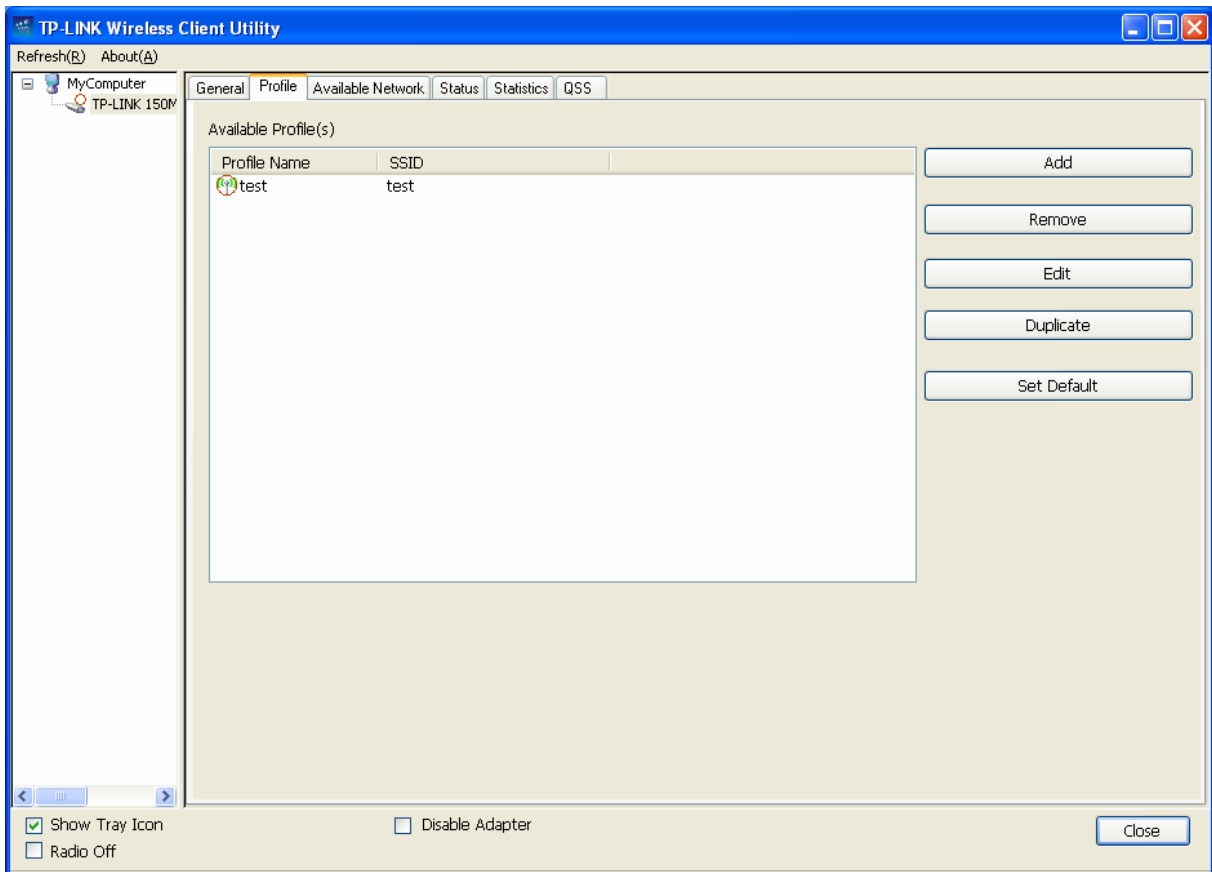 TP-LINK Wireless Client Utility
Refresh(R) About(A)
MyComputer
TP-LINK 150M
General Profile Available Network Status Statistics QSS
Available Profile(s)
Profile Name SSID
test test
Add
Remove
Edit
Duplicate
Set Default
Show Tray Icon Disable Adapter
Radio Off
Close